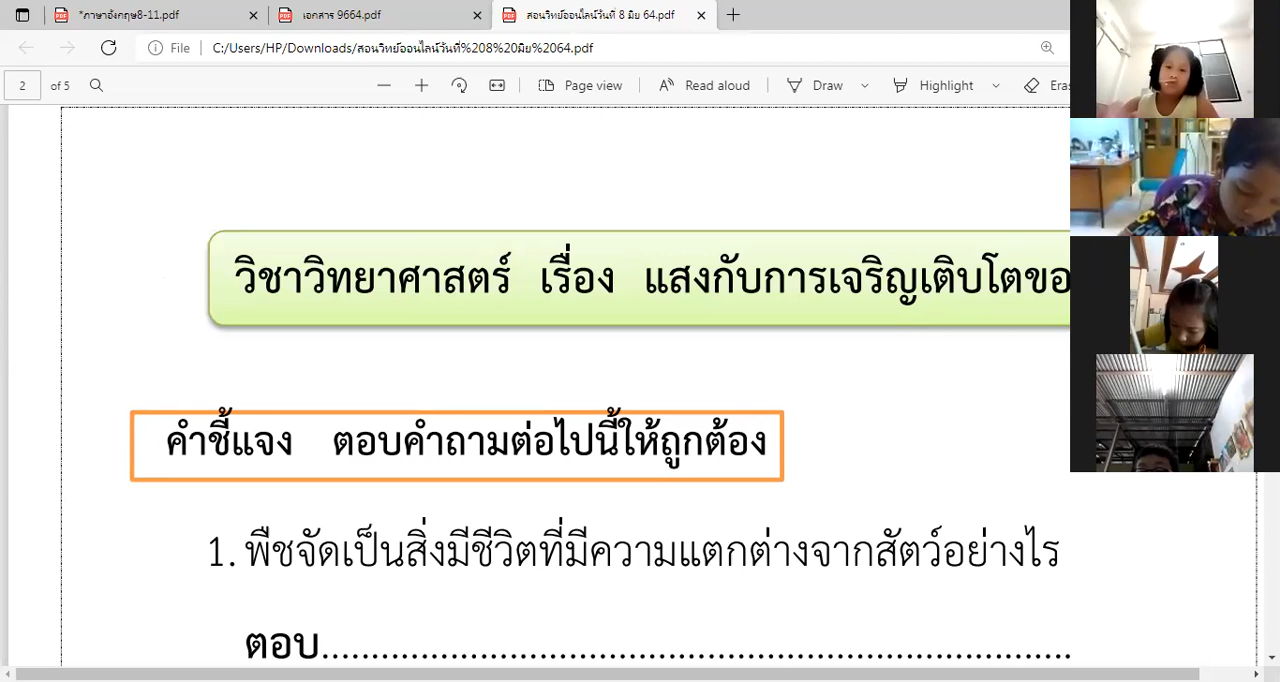 *ภาษาอังกฤษ8-11.pdf
เอกสาร 9664.pdf
สอนวิทย์ออนไลน์วันที่ 8 มิย 64.pdf
File
C:/Users/HP/Downloads/สอนวิทย์ออนไลน์วันที่%208%20มิย%2064.pdf
2 of 5
Page view
Read aloud
Draw
Highlight
Eras
วิชาวิทยาศาสตร์ เรื่อง แสงกับการเจริญเติบโตขอ
คำชี้แจง ตอบคำถามต่อไปนี้ให้ถูกต้อง
1. พืชจัดเป็นสิ่งมีชีวิตที่มีความแตกต่างจากสัตว์อย่างไร
ตอบ...........................................................................